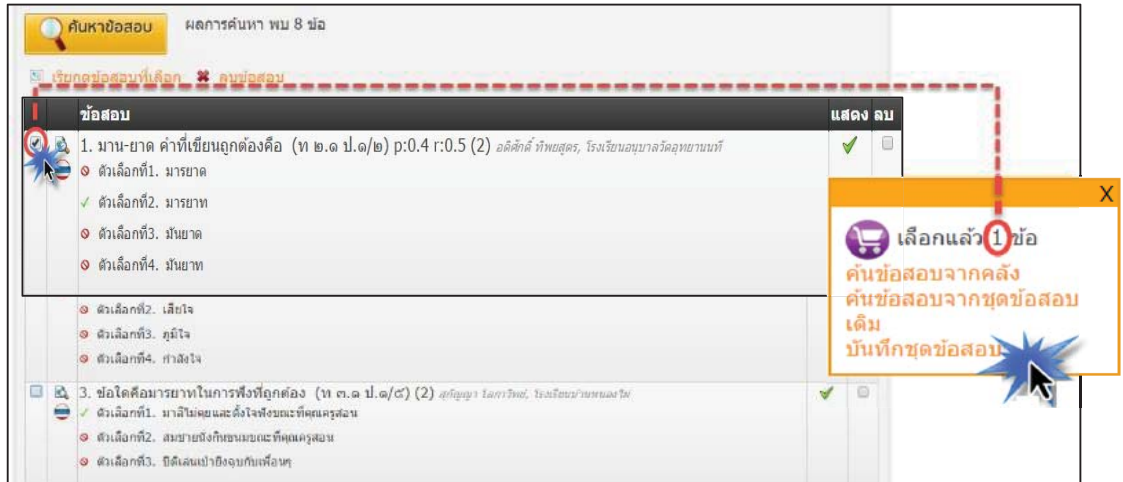 ค้นหาข้อสอบ ผลการค้นหา พบ 8 ข้อ
เรียกดูข้อสอบที่เลือก ลบข้อสอบ
ข้อสอบ แสดง ลบ
1. มาน-ยาด คำที่เขียนถูกต้องคือ (ท ๒.๑ ป.๑/๒) p:0.4 r:0.5 (2) อดิศักดิ์ ทิพยสูตร, โรงเรียนอนุบาลวัดอุทยานนที
ตัวเลือกที่1. มารยาด
ตัวเลือกที่2. มารยาท
ตัวเลือกที่3. มันยาด
ตัวเลือกที่4. มันยาท
X
เลือกแล้ว 1 ข้อ
ค้นข้อสอบจากคลัง
ค้นข้อสอบจากชุดข้อสอบ
เดิม
บันทึกชุดข้อสอบ
ตัวเลือกที่2. เสียใจ
ตัวเลือกที่3. ภูมิใจ
ตัวเลือกที่4. กำลังใจ
3. ข้อใดคือมารยาทในการฟังที่ถูกต้อง (ท ๓.๑ ป.๑/๕) (2) สุกัญญา
ตัวเลือกที่1. มาลีไม่คุยและตั้งใจฟังขณะที่คุณครูสอน
ตัวเลือกที่2. สมชายนั่งกินขนมขณะที่คุณครูสอน
ตัวเลือกที่3. ปิติเล่นเป่ายิงฉุบกับเพื่อนๆ